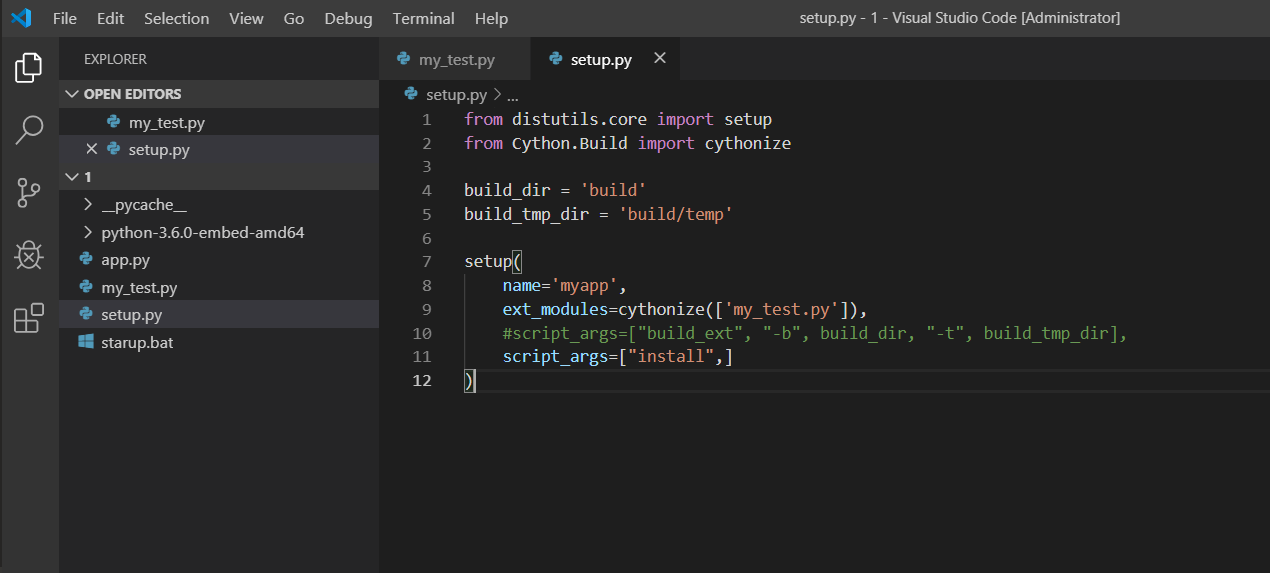 File Edit Selection View Go Debug Terminal Help setup.py - 1 - Visual Studio Code [Administrator]
EXPLORER
OPEN EDITORS
my_test.py
setup.py
1
__pycache__
python-3.6.0-embed-amd64
app.py
my_test.py
setup.py
starup.bat
my_test.py setup.py
setup.py > ...
1 from distutils.core import setup
2 from Cython.Build import cythonize
3
4 build_dir = 'build'
5 build_tmp_dir = 'build/temp'
6
7 setup(
8     name='myapp',
9     ext_modules=cythonize(['my_test.py']),
10     #script_args=["build_ext", "-b", build_dir, "-t", build_tmp_dir],
11     script_args=["install",]
12 )